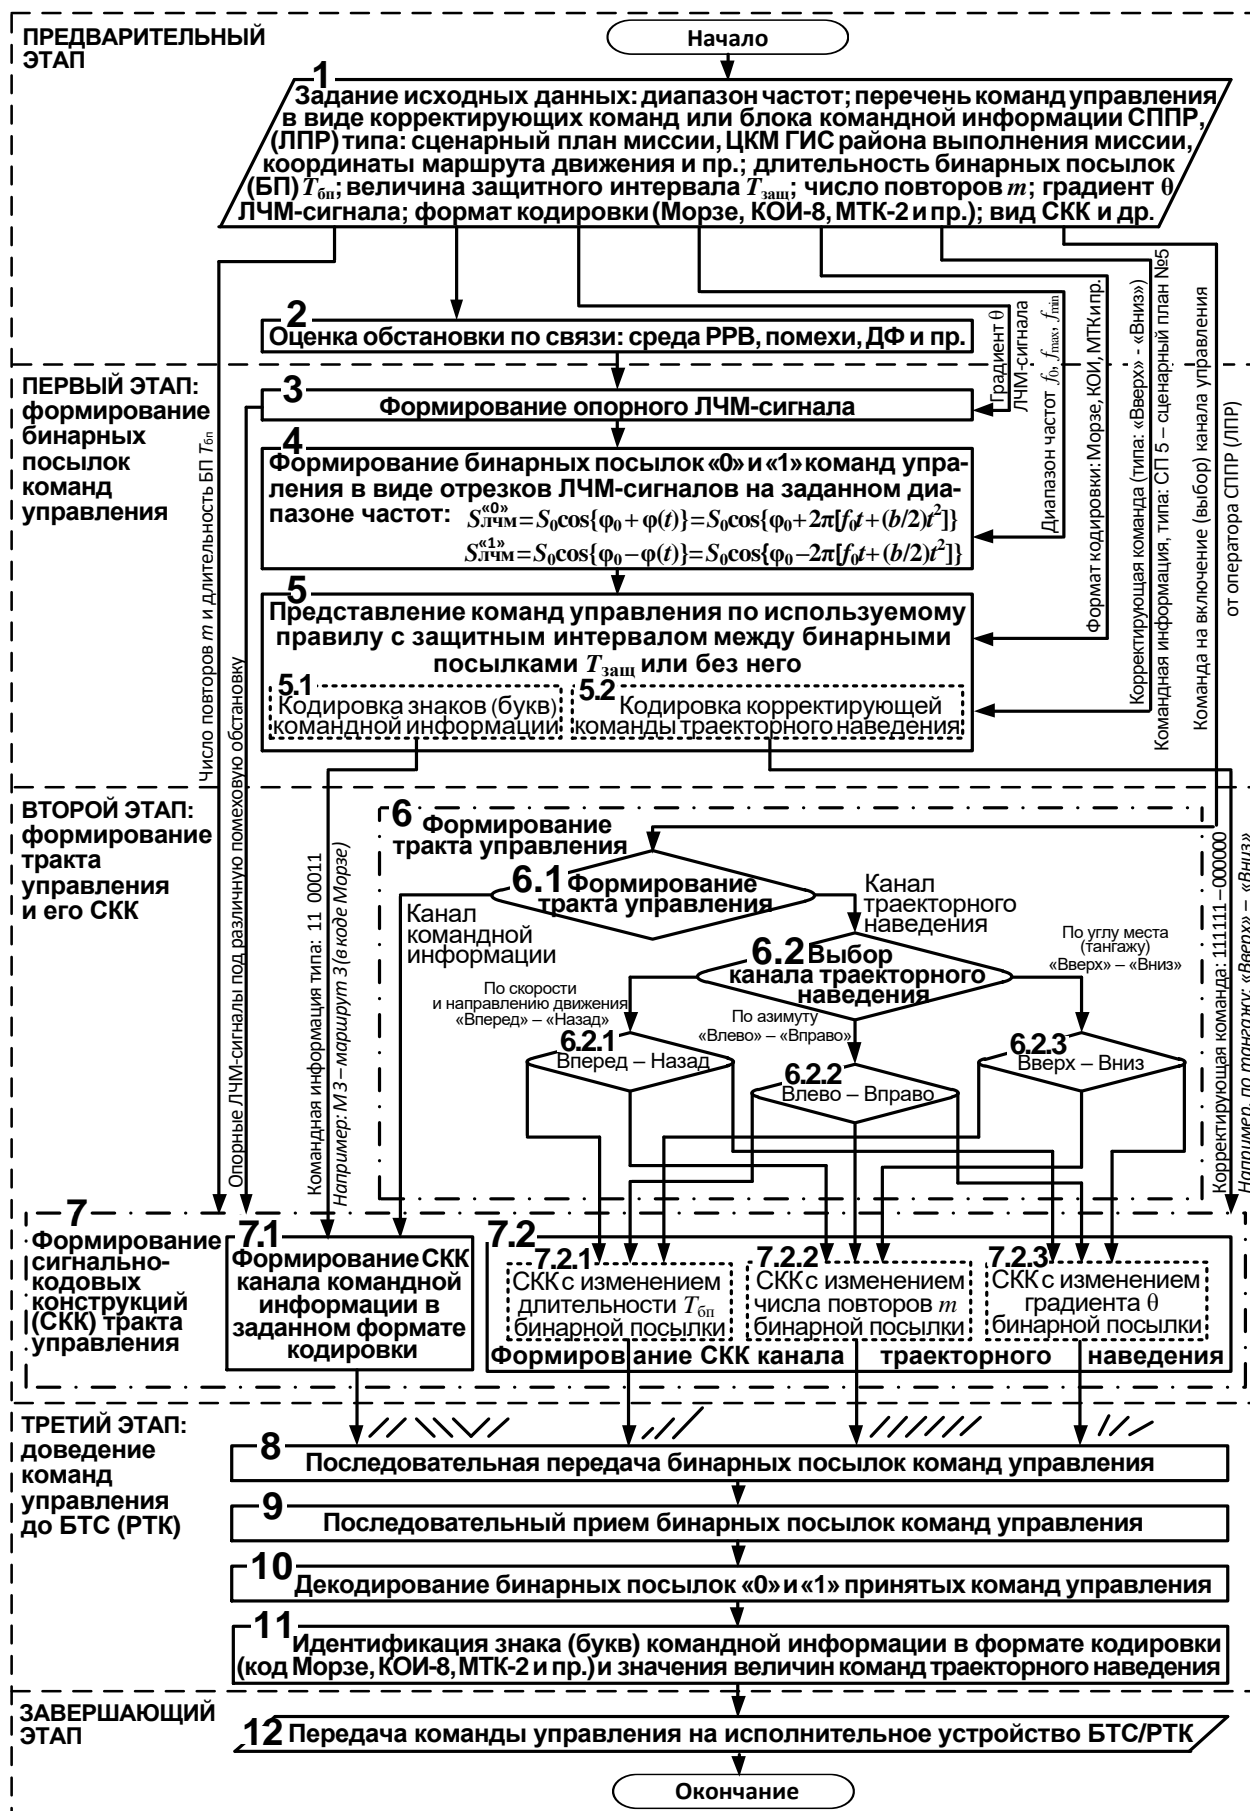 ПРЕДВАРИТЕЛЬНЫЙ
ЭТАП
Начало
1
Задание исходных данных: диапазон частот; перечень команд управления
в виде корректирующих команд или блока командной информации СППР,
(ЛПР) типа: сценарный план миссии, ЦКМ ГИС района выполнения миссии,
координаты маршрута движения и пр.; длительность бинарных посылок
(БП) Tбп; величина защитного интервала Tзащ; число повторов m; градиент θ
ЛЧМ-сигнала; формат кодировки (Морзе, КОИ-8, МТК-2 и пр.); вид СКК и др.
2
Оценка обстановки по связи: среда РРВ, помехи, ДФ и пр.
Градиент θ
ЛЧМ-сигнала
Диапазон частот f0, fmax, fmin
Формат кодировки: Морзе, КОИ, МТК и пр.
Корректирующая команда (типа: «Вверх» - «Вниз»)
Командная информация, типа: СП 5 – сценарный план №5
Команда на включение (выбор) канала управления
от оператора СППР (ЛПР)
ПЕРВЫЙ ЭТАП:
формирование
бинарных
посылок
команд
управления
3
Формирование опорного ЛЧМ-сигнала
4
Формирование бинарных посылок «0» и «1» команд упра-
ления в виде отрезков ЛЧМ-сигналов на заданном диа-
пазоне частот: S«0»ЛЧМ=S0cos{φ0+φ(t)}=S0cos{φ0+2π[f0t+(b/2)t²]}
S«1»ЛЧМ=S0cos{φ0–φ(t)}=S0cos{φ0–2π[f0t+(b/2)t²]}
5
Представление команд управления по используемому
правилу с защитным интервалом между бинарными
посылками Tзащ или без него
5.1
Кодировка знаков (букв)
командной информации
5.2
Кодировка корректирующей
команды траекторного наведения
Число повторов m и длительность БП Tбп
Опорные ЛЧМ-сигналы под различную помеховую обстановку
ВТОРОЙ ЭТАП:
формирование
тракта
управления
и его СКК
Командная информация типа: 11 00011
Например: М 3 – маршрут 3 (в коде Морзе)
6
Формирование
тракта управления
6.1
Формирование
тракта управления
Канал
командной
информации
Канал
траекторного
наведения
6.2
Выбор
канала траекторного
наведения
По скорости
и направлению движения
«Вперед» – «Назад»
По азимуту
«Влево» – «Вправо»
По углу места
(тангажу)
«Вверх» – «Вниз»
6.2.1
Вперед – Назад
6.2.2
Влево – Вправо
6.2.3
Вверх – Вниз
Корректирующая команда: 111111 –000000
Например, по тангажу: «Вверх» – «Вниз»
7
Формирование
сигнально-
кодовых
конструкций
(СКК) тракта
управления
7.1
Формирование СКК
канала командной
информации в
заданном формате
кодировки
7.2
7.2.1
СКК с изменением
длительности Tбп
бинарной посылки
7.2.2
СКК с изменением
числа повторов m
бинарной посылки
7.2.3
СКК с изменением
градиента θ
бинарной посылки
Формирование СКК канала траекторного наведения
ТРЕТИЙ ЭТАП:
доведение
команд
управления
до БТС (РТК)
8
Последовательная передача бинарных посылок команд управления
9
Последовательный прием бинарных посылок команд управления
10
Декодирование бинарных посылок «0» и «1» принятых команд управления
11
Идентификация знака (букв) командной информации в формате кодировки
(код Морзе, КОИ-8, МТК-2 и пр.) и значения величин команд траекторного наведения
ЗАВЕРШАЮЩИЙ
ЭТАП
12 Передача команды управления на исполнительное устройство БТС/РТК
Окончание